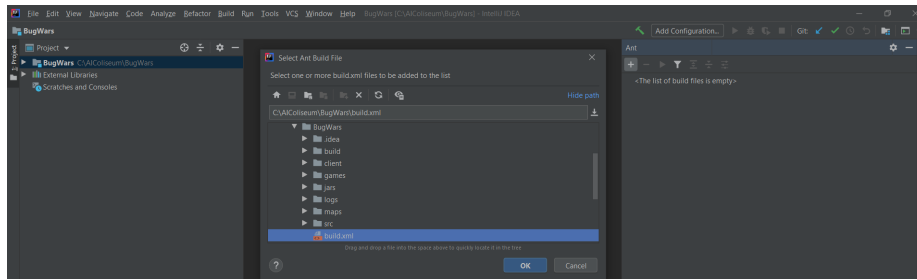 File Edit View Navigate Code Analyze Refactor Build Run Tools VCS Window Help BugWars [C:\AIColiseum\BugWars] - IntelliJ IDEA
BugWars
Add Configuration...
Git:
1: Project
Project
BugWars C:\AIColiseum\BugWars
External Libraries
Scratches and Consoles
Select Ant Build File
Select one or more build.xml files to be added to the list
Hide path
C:\AIColiseum\BugWars\build.xml
BugWars
.idea
build
client
games
jars
logs
maps
src
build.xml
Drag and drop a file into the space above to quickly locate it in the tree
?
OK
Cancel
Ant
<The list of build files is empty>